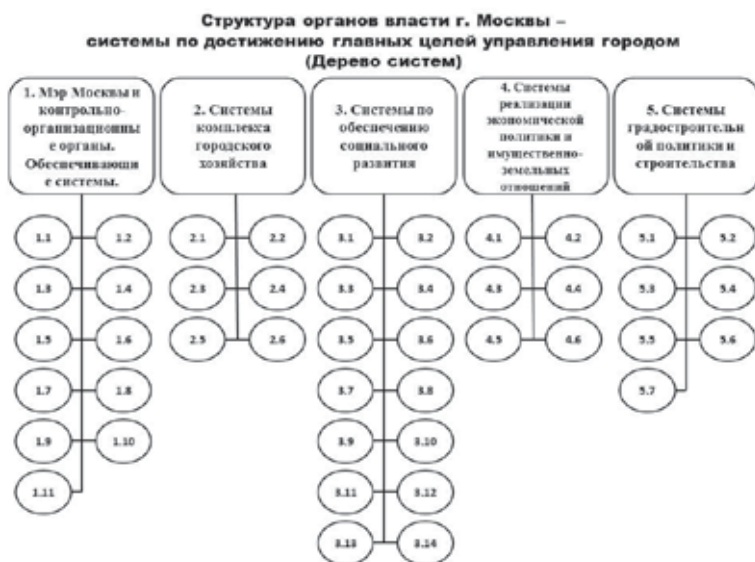 Структура органов власти г. Москвы –
системы по достижению главных целей управления городом
(Дерево систем)
1. Мэр Москвы и
контрольно-
организационны
е органы.
Обеспечивающи
е системы.
2. Системы
комплекса
городского
хозяйства
3. Системы по
обеспечению
социального
развития
4. Системы
реализации
экономической
политики и
имущественно-
земельных
отношений
5. Системы
градостроительн
ой политики и
строительства
1.1 1.2
1.3 1.4
1.5 1.6
1.7 1.8
1.9 1.10
1.11
2.1 2.2
2.3 2.4
2.5 2.6
3.1 3.2
3.3 3.4
3.5 3.6
3.7 3.8
3.9 3.10
3.11 3.12
3.13 3.14
4.1 4.2
4.3 4.4
4.5 4.6
5.1 5.2
5.3 5.4
5.5 5.6
5.7